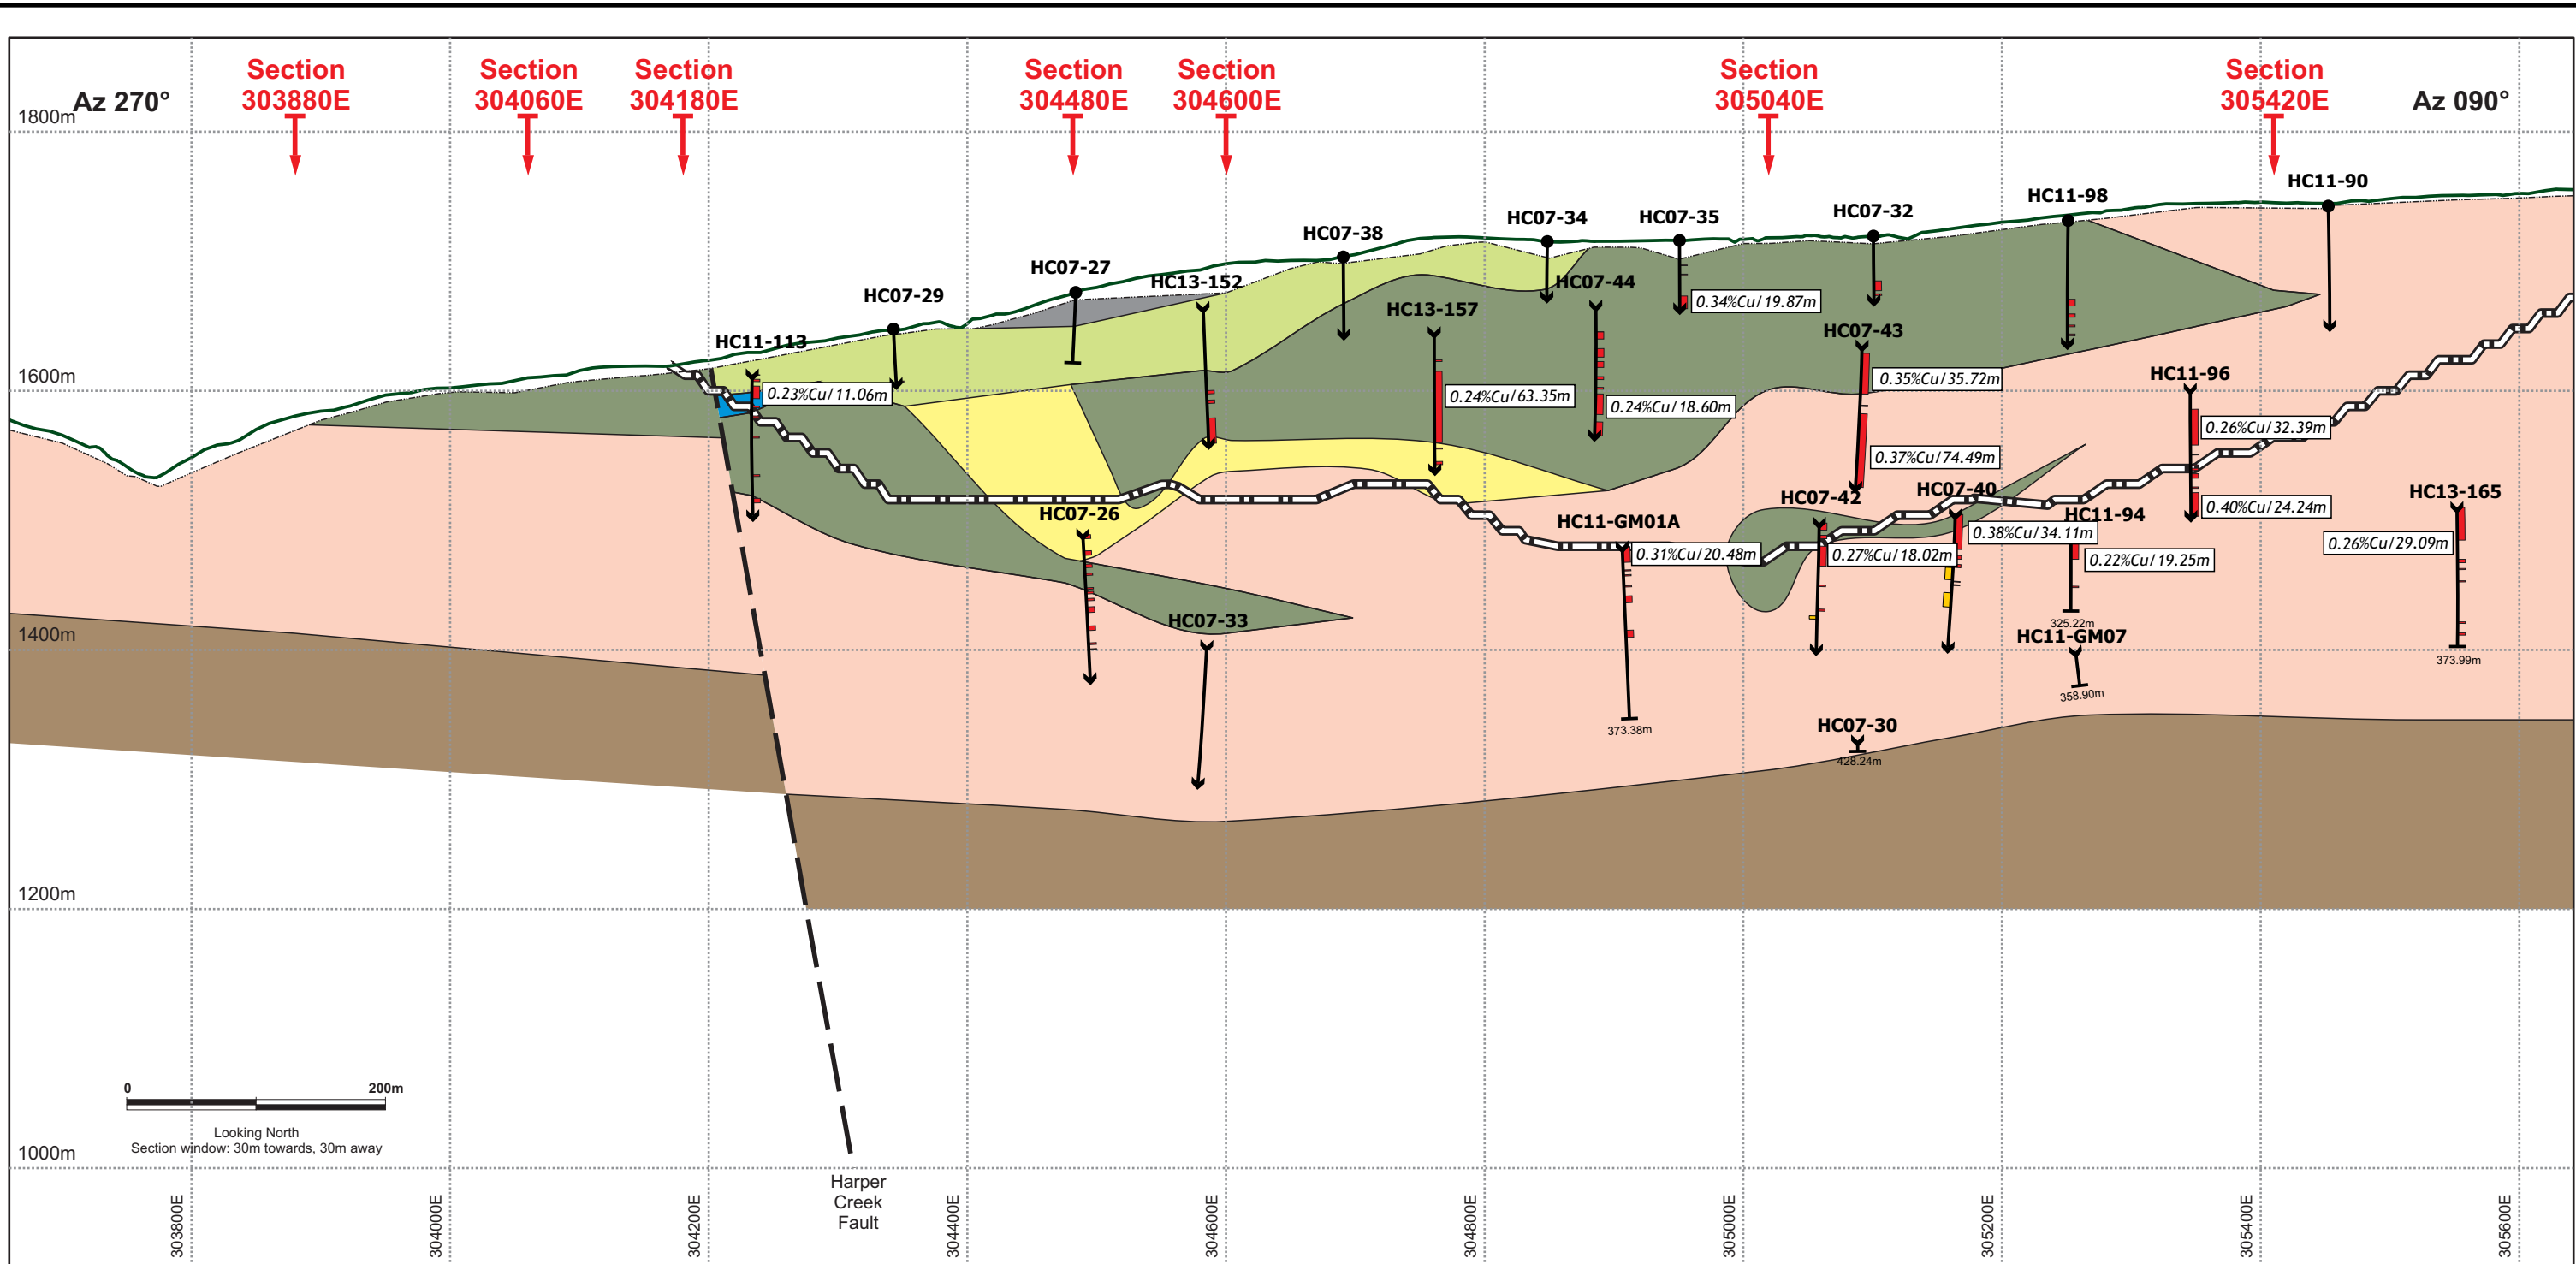 Section
303880E
Section
304060E
Section
304180E
Section
304480E
Section
304600E
Section
305040E
Section
305420E
Az 270°
Az 090°
1800m
HC11-90
HC11-98
HC07-32
HC07-34
HC07-35
HC07-38
HC07-27
HC13-152
HC07-44
HC07-29
0.34%Cu/19.87m
HC13-157
HC07-43
HC11-113
HC11-96
1600m
0.23%Cu/11.06m
0.24%Cu/63.35m
0.24%Cu/18.60m
0.35%Cu/35.72m
0.26%Cu/32.39m
0.37%Cu/74.49m
HC07-42
HC07-40
HC13-165
0.40%Cu/24.24m
HC07-26
HC11-GM01A
HC11-94
0.38%Cu/34.11m
0.31%Cu/20.48m
0.27%Cu/18.02m
0.22%Cu/19.25m
0.26%Cu/29.09m
HC07-33
325.22m
1400m
HC11-GM07
373.99m
358.90m
373.38m
HC07-30
428.24m
1200m
0
200m
Looking North
Section window: 30m towards, 30m away
1000m
Harper
Creek
Fault
303800E
304000E
304200E
304400E
304600E
304800E
305000E
305200E
305400E
305600E